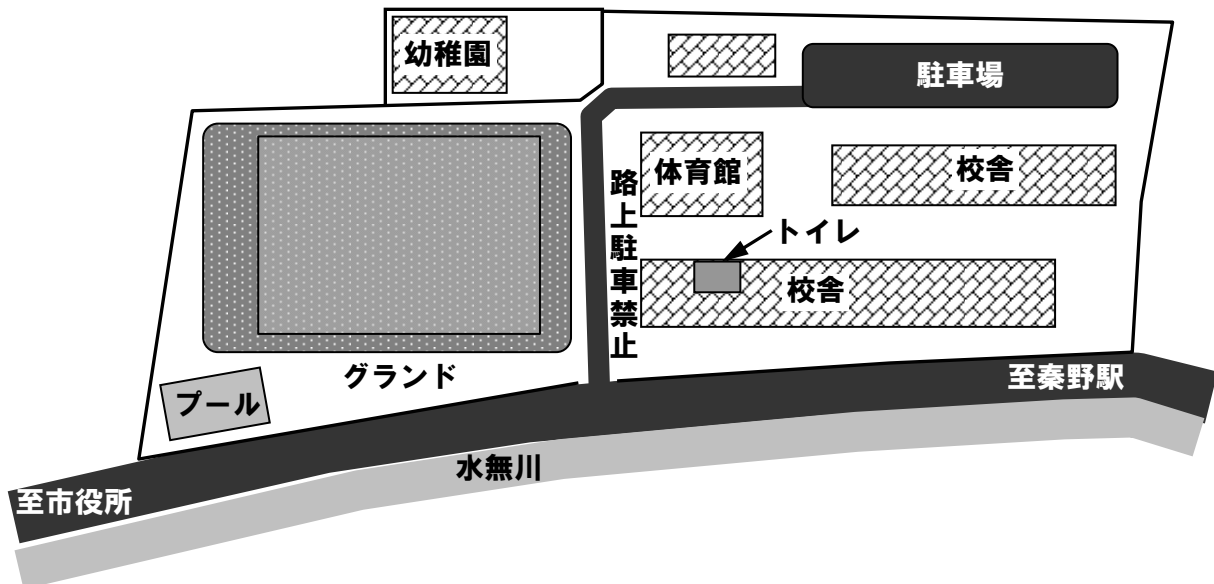 幼稚園
駐車場
体育館
校舎
路上駐車禁止
トイレ
校舎
グランド
至秦野駅
プール
水無川
至市役所